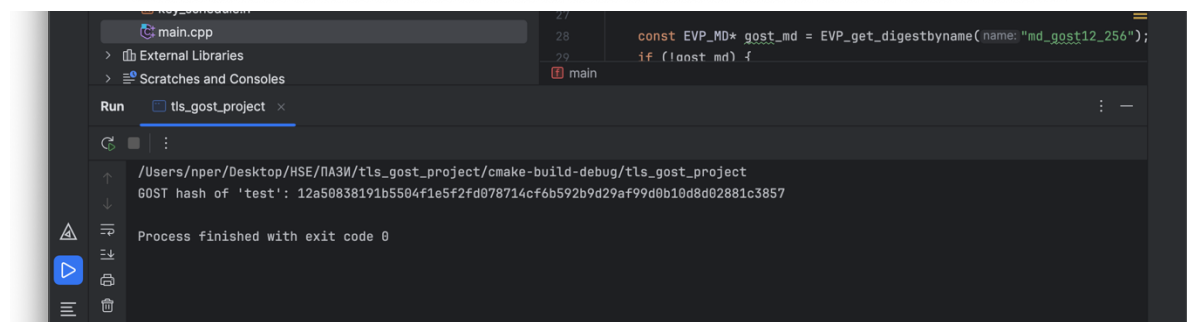 key_schedule.h
27
main.cpp
28 const EVP_MD* gost_md = EVP_get_digestbyname( name: "md_gost12_256");
External Libraries
29 if (!gost_md) {
Scratches and Consoles
main
Run tls_gost_project
/Users/nper/Desktop/HSE/ПАЗИ/tls_gost_project/cmake-build-debug/tls_gost_project
GOST hash of 'test': 12a50838191b5504f1e5f2fd078714cf6b592b9d29af99d0b10d8d02881c3857
Process finished with exit code 0